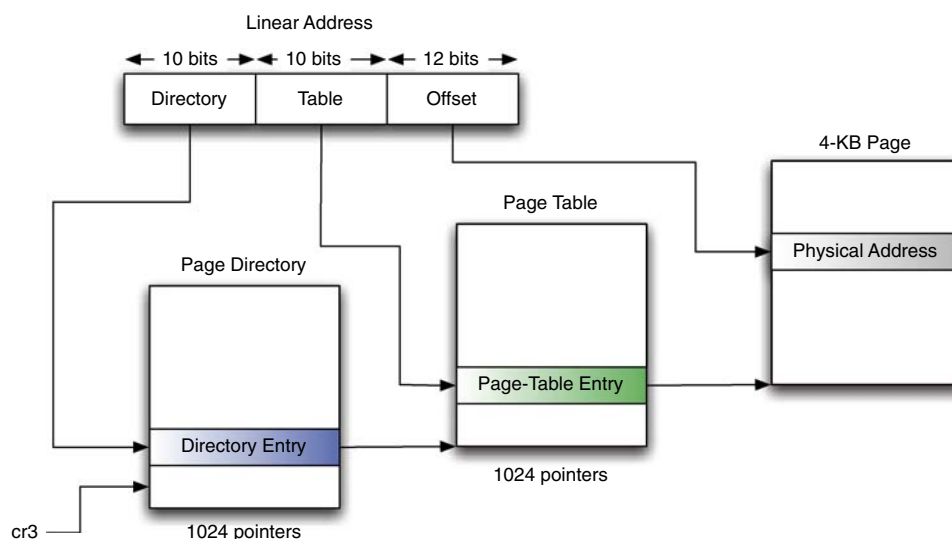 Linear Address
10 bits 10 bits 12 bits
Directory Table Offset
4-KB Page
Page Table
Physical Address
Page Directory
Page-Table Entry
Directory Entry
1024 pointers
cr3
1024 pointers